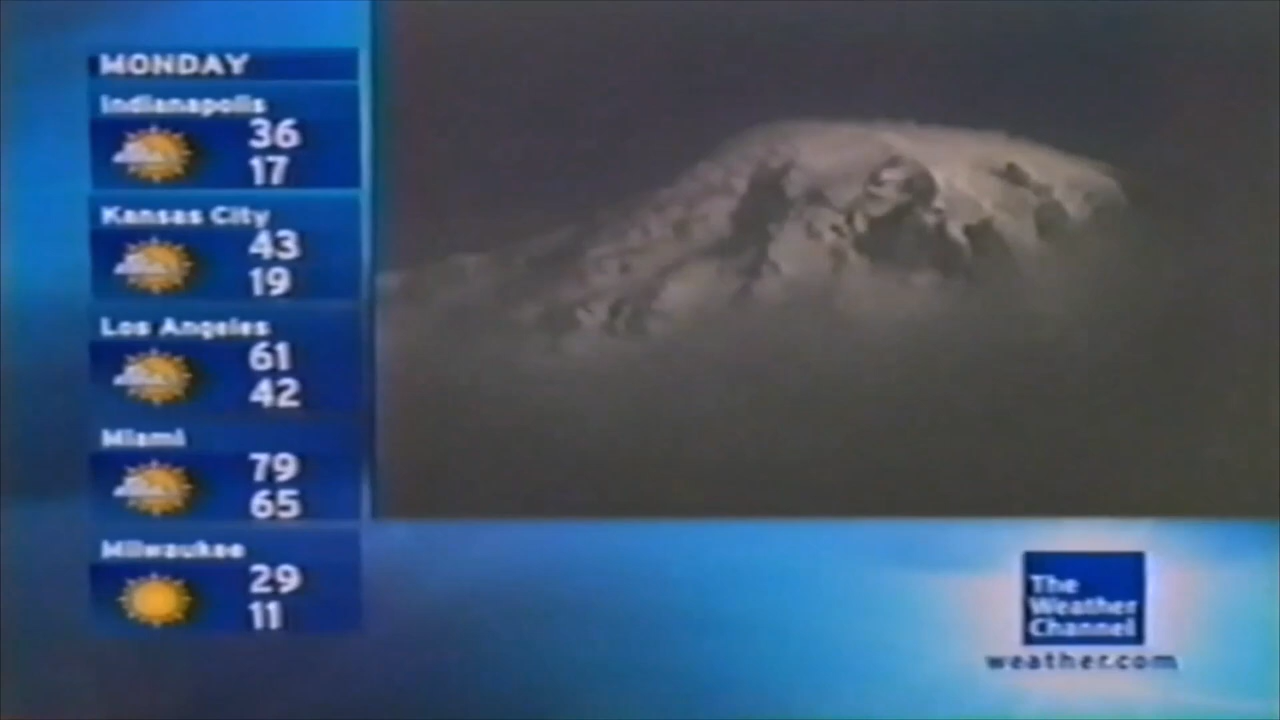 MONDAY
Indianapolis
36
17
Kansas City
43
19
Los Angeles
61
42
Miami
79
65
Milwaukee
29
11
The
Weather
Channel
weather.com